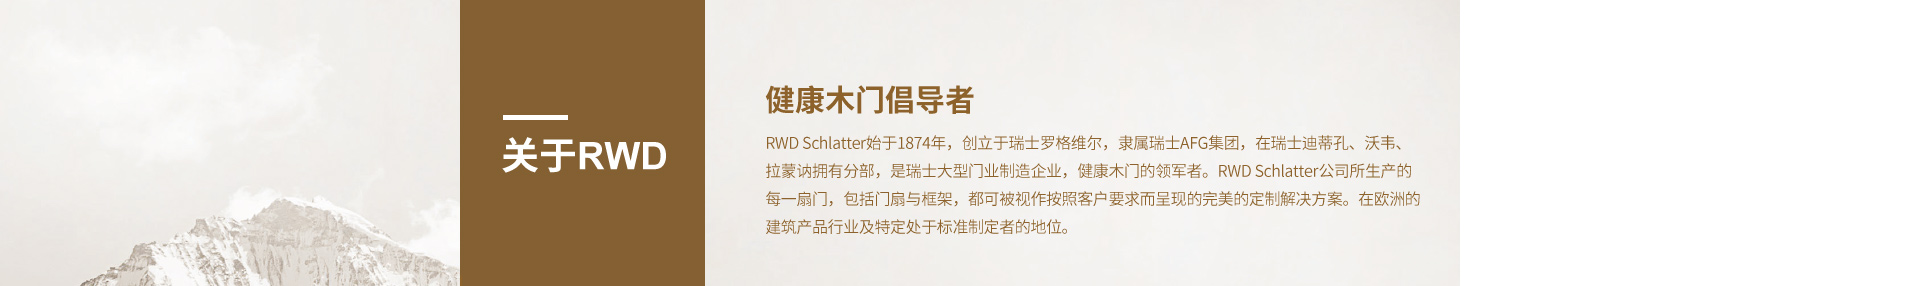 关于RWD
健康木门倡导者
RWD Schlatter始于1874年，创立于瑞士罗格维尔，隶属瑞士AFG集团，在瑞士迪蒂孔、沃韦、
拉蒙讷拥有分部，是瑞士大型门业制造企业，健康木门的领军者。RWD Schlatter公司所生产的
每一扇门，包括门扇与框架，都可被视作按照客户要求而呈现的完美的定制解决方案。在欧洲的
建筑产品行业及特定处于标准制定者的地位。